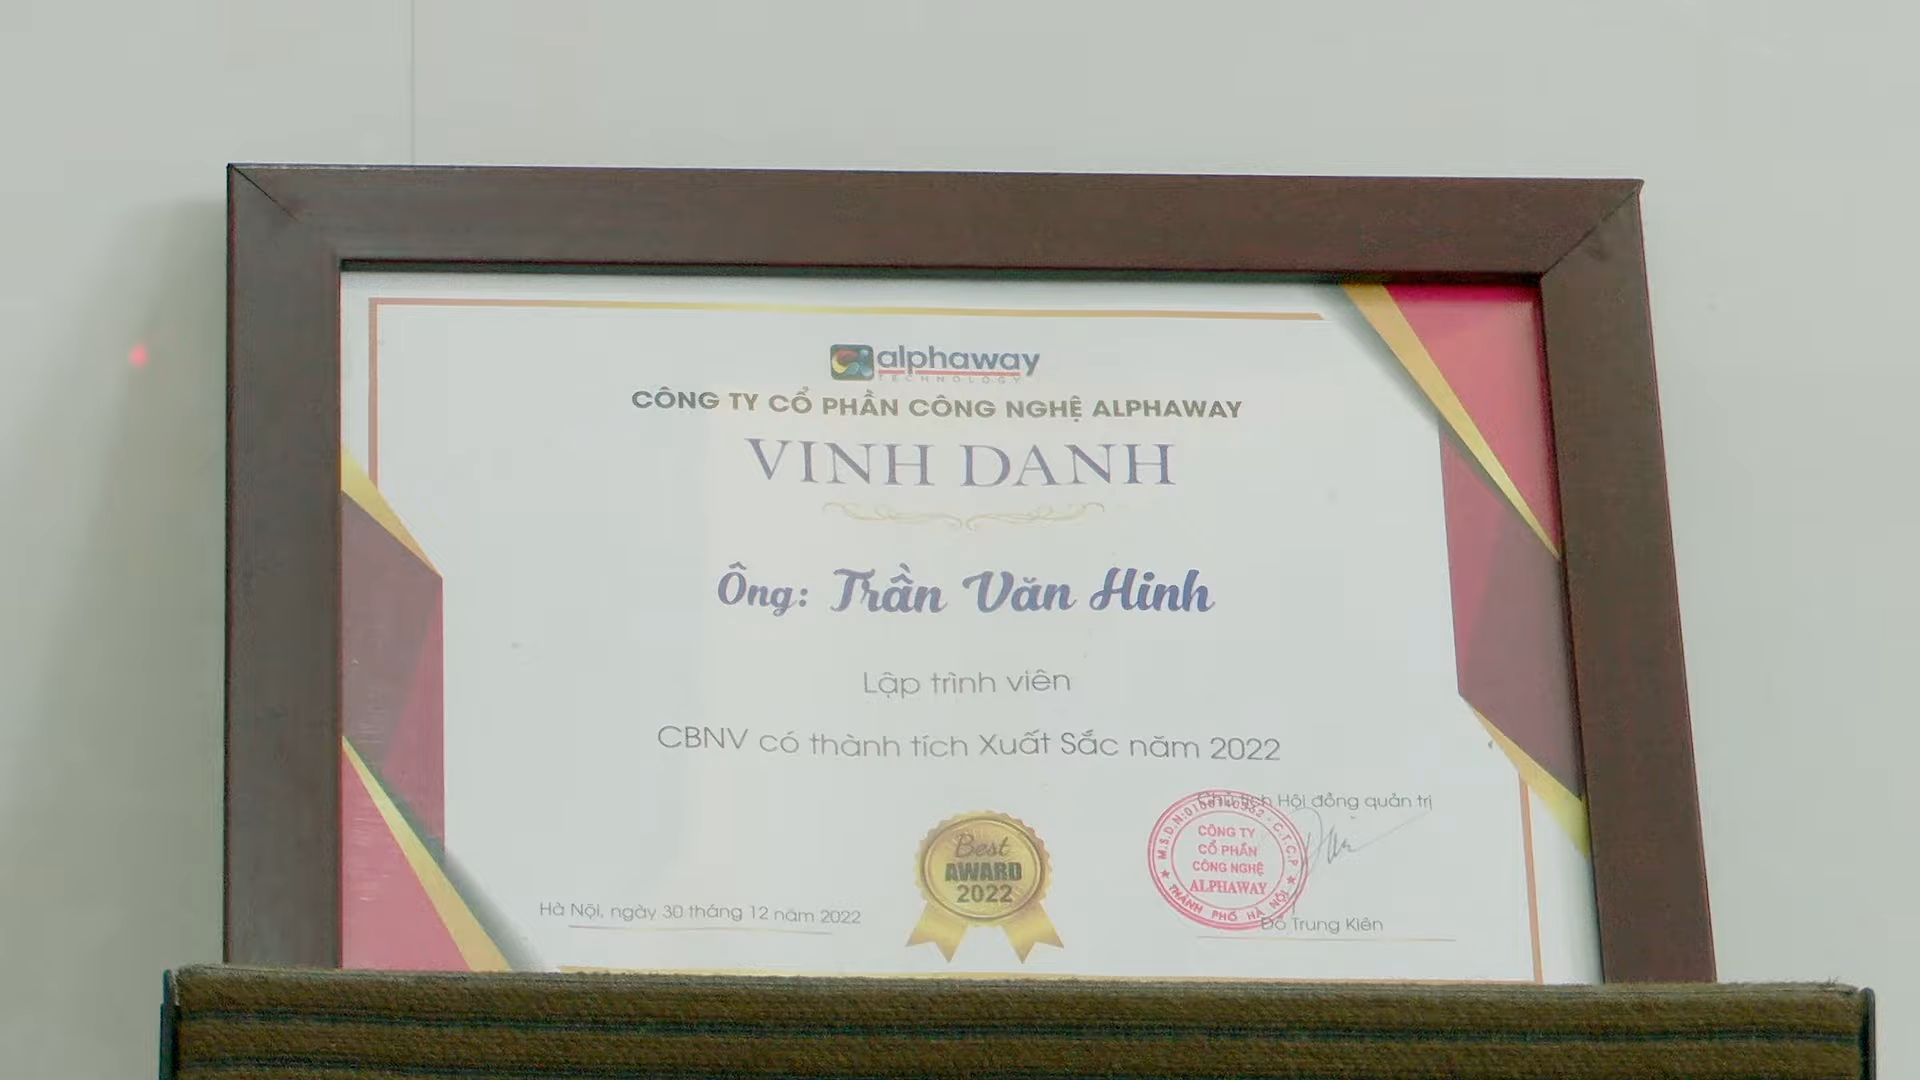 alphaway
TECHNOLOGY
CÔNG TY CỔ PHẦN CÔNG NGHỆ ALPHAWAY
VINH DANH
Ông: Trần Văn Hinh
Lập trình viên
CBNV có thành tích Xuất Sắc năm 2022
Chủ tịch Hội đồng quản trị
M.S.D.N: - C.T.C.P
CÔNG TY
CỔ PHẦN
CÔNG NGHỆ
ALPHAWAY
THÀNH PHỐ HÀ NỘI
Best
AWARD
2022
Hà Nội, ngày 30 tháng 12 năm 2022
Đỗ Trung Kiên